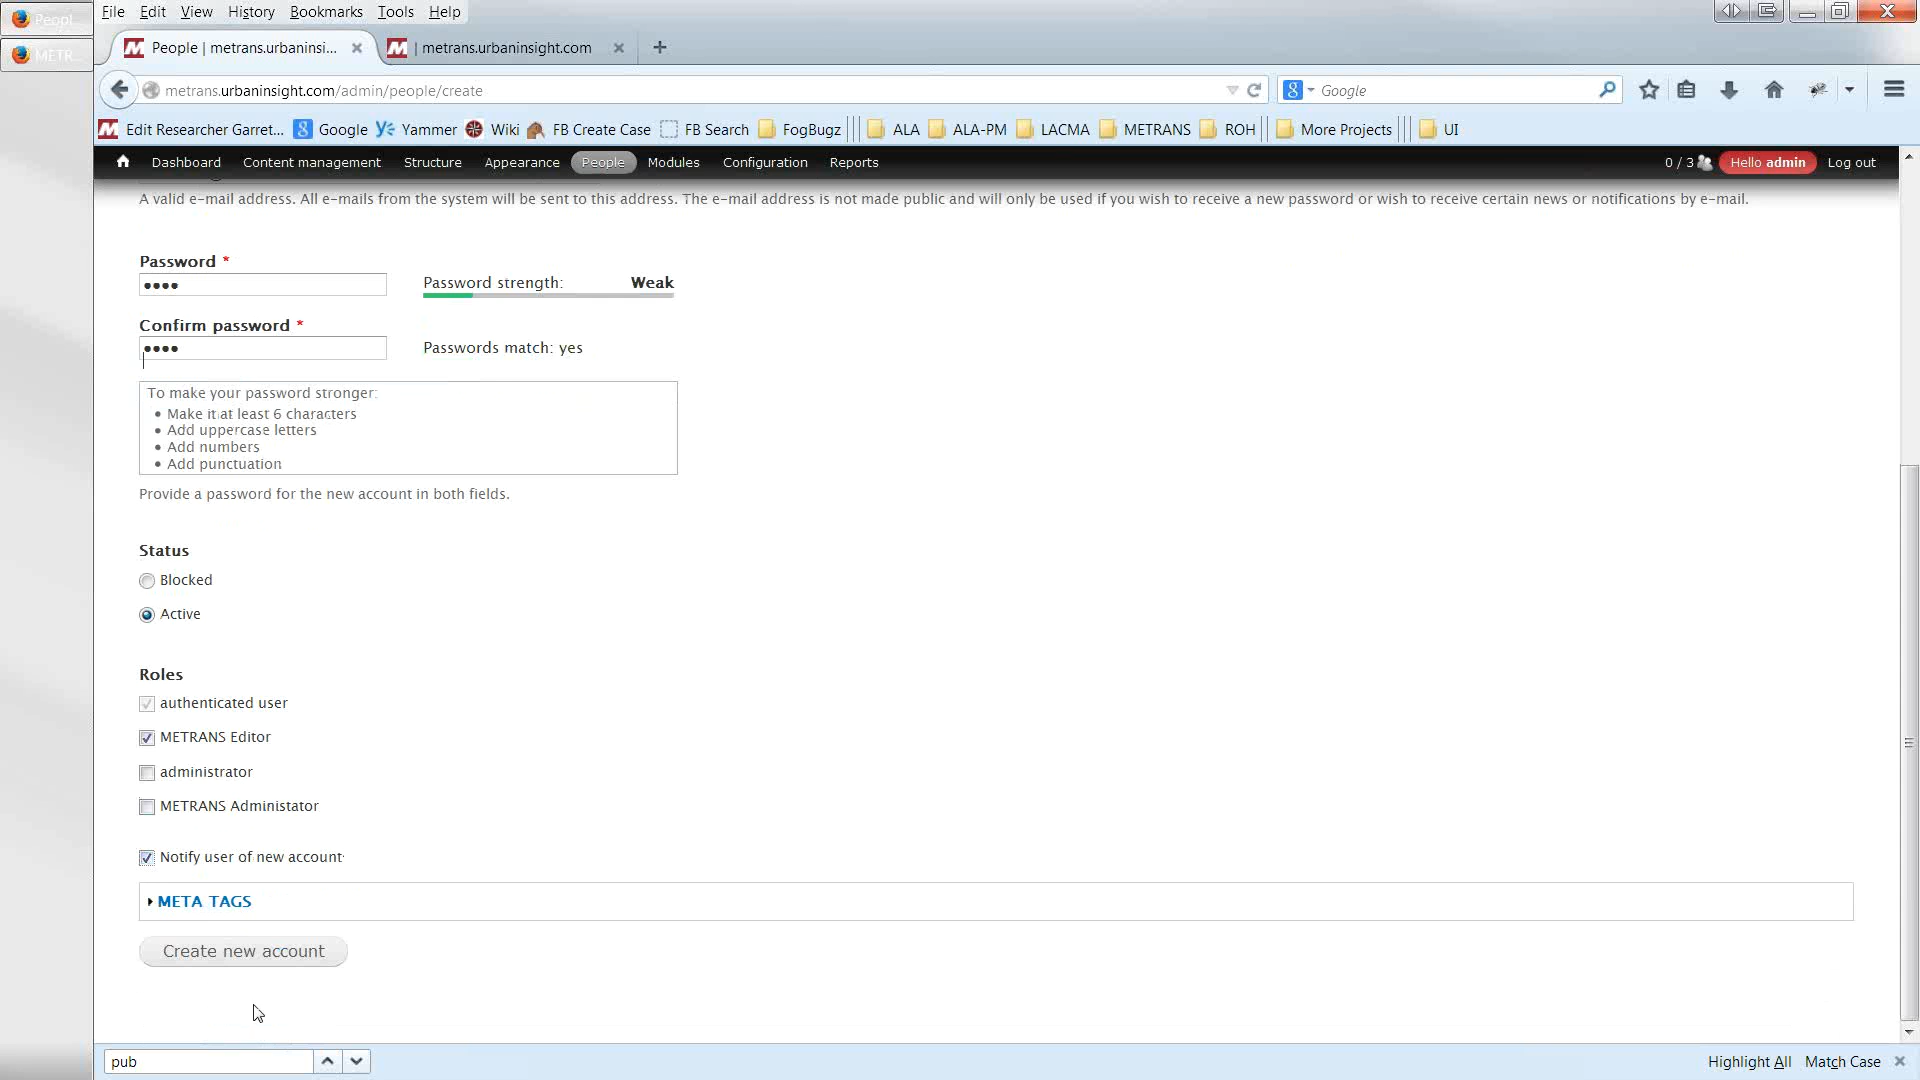 Peopl
METR
File Edit View History Bookmarks Tools Help
People | metrans.urbaninsi...
| metrans.urbaninsight.com
metrans.urbaninsight.com/admin/people/create
Google
Edit Researcher Garret... Google Yammer Wiki FB Create Case FB Search FogBugz ALA ALA-PM LACMA METRANS ROH More Projects UI
Dashboard Content management Structure Appearance People Modules Configuration Reports 0 / 3 Hello admin Log out
A valid e-mail address. All e-mails from the system will be sent to this address. The e-mail address is not made public and will only be used if you wish to receive a new password or wish to receive certain news or notifications by e-mail.
Password *
Password strength: Weak
Confirm password *
Passwords match: yes
To make your password stronger:
• Make it at least 6 characters
• Add uppercase letters
• Add numbers
• Add punctuation
Provide a password for the new account in both fields.
Status
Blocked
Active
Roles
authenticated user
METRANS Editor
administrator
METRANS Administator
Notify user of new account
META TAGS
Create new account
pub
Highlight All Match Case